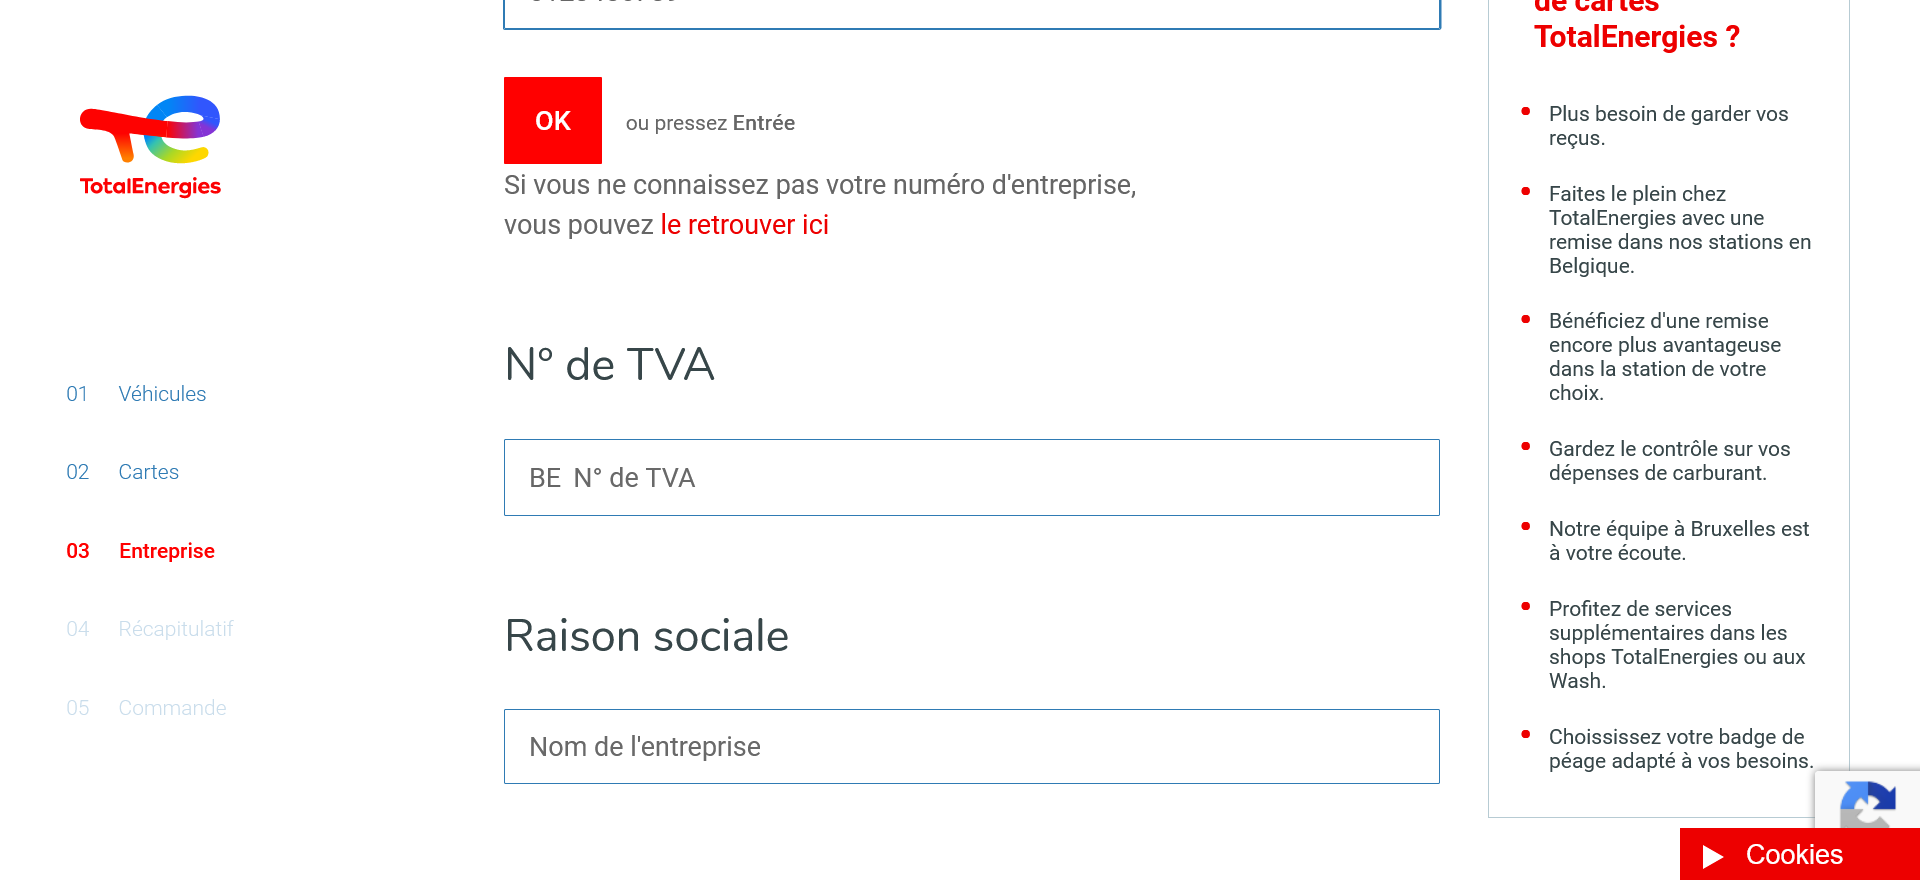 OK
ou pressez Entrée
Si vous ne connaissez pas votre numéro d'entreprise,
vous pouvez le retrouver ici
TotalEnergies
01 Véhicules
02 Cartes
03 Entreprise
04 Récapitulatif
05 Commande
N° de TVA
BE N° de TVA
Raison sociale
Nom de l'entreprise
de cartes
TotalEnergies ?
Plus besoin de garder vos
reçus.
Faites le plein chez
TotalEnergies avec une
remise dans nos stations en
Belgique.
Bénéficiez d'une remise
encore plus avantageuse
dans la station de votre
choix.
Gardez le contrôle sur vos
dépenses de carburant.
Notre équipe à Bruxelles est
à votre écoute.
Profitez de services
supplémentaires dans les
shops TotalEnergies ou aux
Wash.
Choississez votre badge de
péage adapté à vos besoins.
Cookies